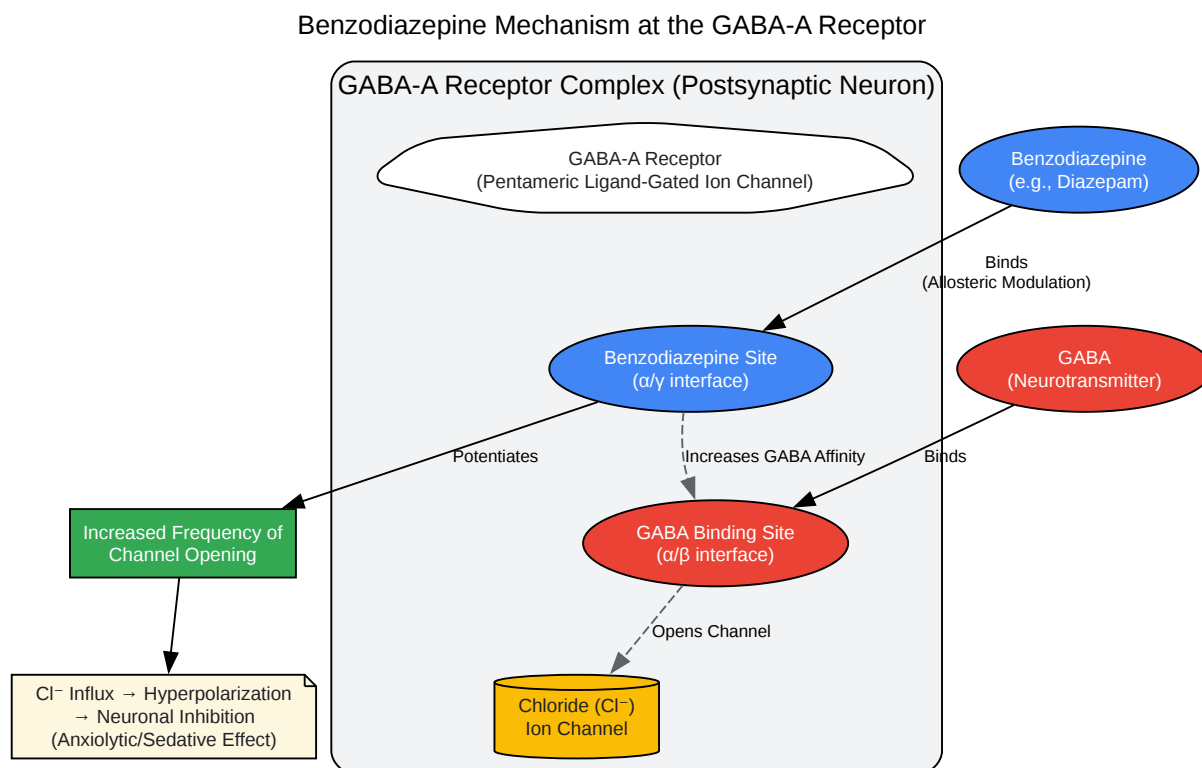 Benzodiazepine Mechanism at the GABA-A Receptor
GABA-A Receptor Complex (Postsynaptic Neuron)
GABA-A Receptor
(Pentameric Ligand-Gated Ion Channel)
Benzodiazepine
(e.g., Diazepam)
Binds
(Allosteric Modulation)
Benzodiazepine Site
(α/γ interface)
GABA
(Neurotransmitter)
Potentiates
Increases GABA Affinity
Binds
Increased Frequency of
Channel Opening
GABA Binding Site
(α/β interface)
Opens Channel
Cl⁻ Influx → Hyperpolarization
→ Neuronal Inhibition
(Anxiolytic/Sedative Effect)
Chloride (Cl⁻)
Ion Channel